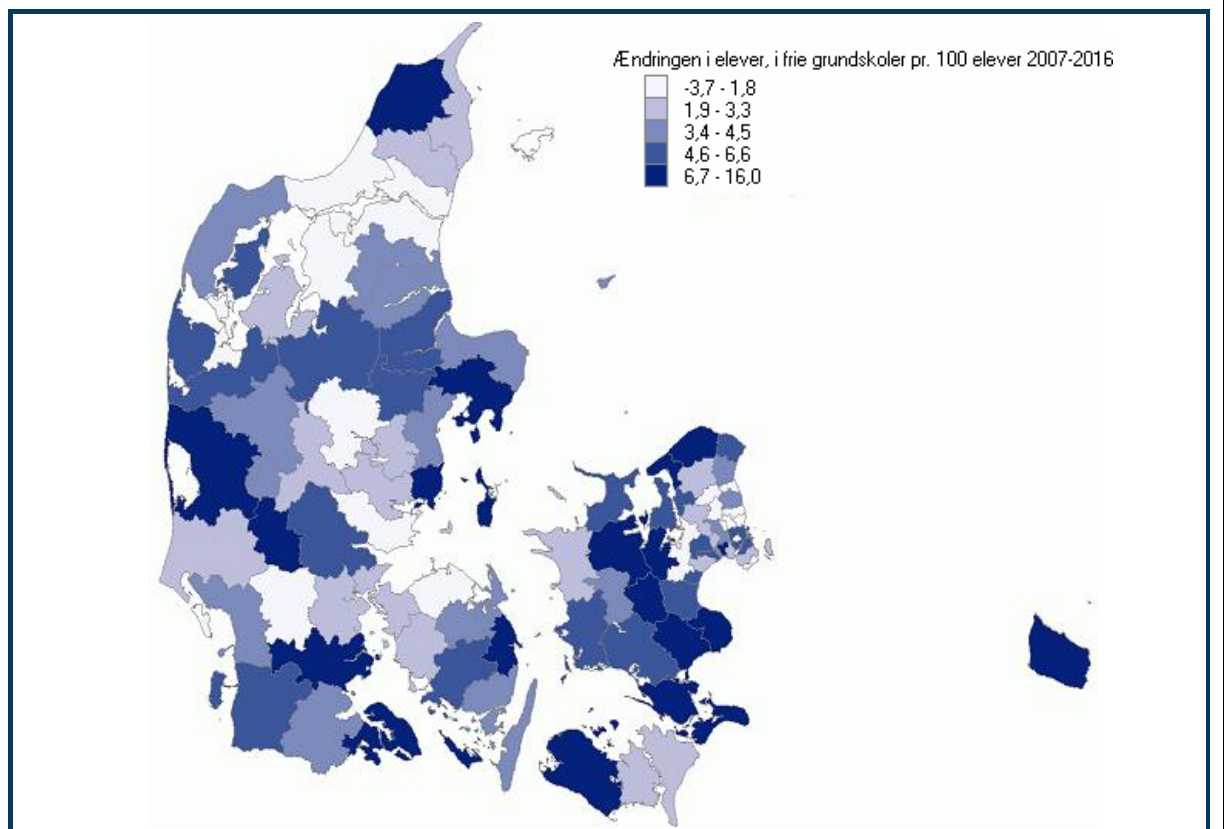 Ændringen i elever, i frie grundskoler pr. 100 elever 2007-2016
-3,7 - 1,8
1,9 - 3,3
3,4 - 4,5
4,6 - 6,6
6,7 - 16,0